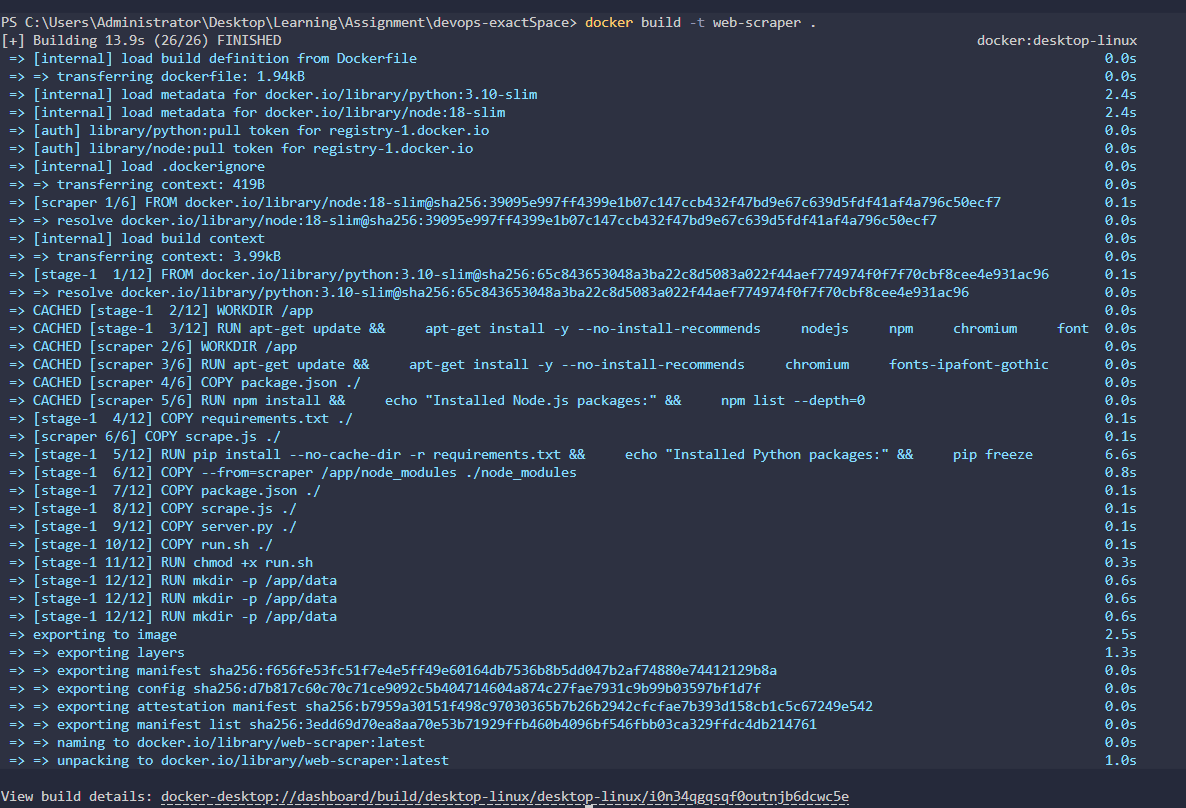 PS C:\Users\Administrator\Desktop\Learning\Assignment\devops-exactSpace> docker build -t web-scraper .
[+] Building 13.9s (26/26) FINISHED docker:desktop-linux
=> [internal] load build definition from Dockerfile 0.0s
=> => transferring dockerfile: 1.94kB 0.0s
=> [internal] load metadata for docker.io/library/python:3.10-slim 2.4s
=> [internal] load metadata for docker.io/library/node:18-slim 2.4s
=> [auth] library/python:pull token for registry-1.docker.io 0.0s
=> [auth] library/node:pull token for registry-1.docker.io 0.0s
=> [internal] load .dockerignore 0.0s
=> => transferring context: 419B 0.0s
=> [scraper 1/6] FROM docker.io/library/node:18-slim@sha256:39095e997ff4399e1b07c147ccb432f47bd9e67c639d5fdf41af4a796c50ecf7 0.1s
=> => resolve docker.io/library/node:18-slim@sha256:39095e997ff4399e1b07c147ccb432f47bd9e67c639d5fdf41af4a796c50ecf7 0.0s
=> [internal] load build context 0.0s
=> => transferring context: 3.99kB 0.0s
=> [stage-1  1/12] FROM docker.io/library/python:3.10-slim@sha256:65c843653048a3ba22c8d5083a022f44aef774974f0f7f70cbf8cee4e931ac96 0.1s
=> => resolve docker.io/library/python:3.10-slim@sha256:65c843653048a3ba22c8d5083a022f44aef774974f0f7f70cbf8cee4e931ac96 0.0s
=> CACHED [stage-1  2/12] WORKDIR /app 0.0s
=> CACHED [stage-1  3/12] RUN apt-get update &&     apt-get install -y --no-install-recommends     nodejs     npm     chromium     font 0.0s
=> CACHED [scraper 2/6] WORKDIR /app 0.0s
=> CACHED [scraper 3/6] RUN apt-get update &&     apt-get install -y --no-install-recommends     chromium     fonts-ipafont-gothic 0.0s
=> CACHED [scraper 4/6] COPY package.json ./ 0.0s
=> CACHED [scraper 5/6] RUN npm install &&     echo "Installed Node.js packages:" &&     npm list --depth=0 0.0s
=> [stage-1  4/12] COPY requirements.txt ./ 0.1s
=> [scraper 6/6] COPY scrape.js ./ 0.1s
=> [stage-1  5/12] RUN pip install --no-cache-dir -r requirements.txt &&     echo "Installed Python packages:" &&     pip freeze 6.6s
=> [stage-1  6/12] COPY --from=scraper /app/node_modules ./node_modules 0.8s
=> [stage-1  7/12] COPY package.json ./ 0.1s
=> [stage-1  8/12] COPY scrape.js ./ 0.1s
=> [stage-1  9/12] COPY server.py ./ 0.1s
=> [stage-1 10/12] COPY run.sh ./ 0.1s
=> [stage-1 11/12] RUN chmod +x run.sh 0.3s
=> [stage-1 12/12] RUN mkdir -p /app/data 0.6s
=> [stage-1 12/12] RUN mkdir -p /app/data 0.6s
=> [stage-1 12/12] RUN mkdir -p /app/data 0.6s
=> exporting to image 2.5s
=> => exporting layers 1.3s
=> => exporting manifest sha256:f656fe53fc51f7e4e5ff49e60164db7536b8b5dd047b2af74880e74412129b8a 0.0s
=> => exporting config sha256:d7b817c60c70c71ce9092c5b404714604a874c27fae7931c9b99b03597bf1d7f 0.0s
=> => exporting attestation manifest sha256:b7959a30151f498c97030365b7b26b2942cfcfae7b393d158cb1c5c67249e542 0.0s
=> => exporting manifest list sha256:3edd69d70ea8aa70e53b71929ffb460b4096bf546fbb03ca329ffdc4db214761 0.0s
=> => naming to docker.io/library/web-scraper:latest 0.0s
=> => unpacking to docker.io/library/web-scraper:latest 1.0s
View build details: docker-desktop://dashboard/build/desktop-linux/desktop-linux/i0n34qgqsqf0outnjb6dcwc5e